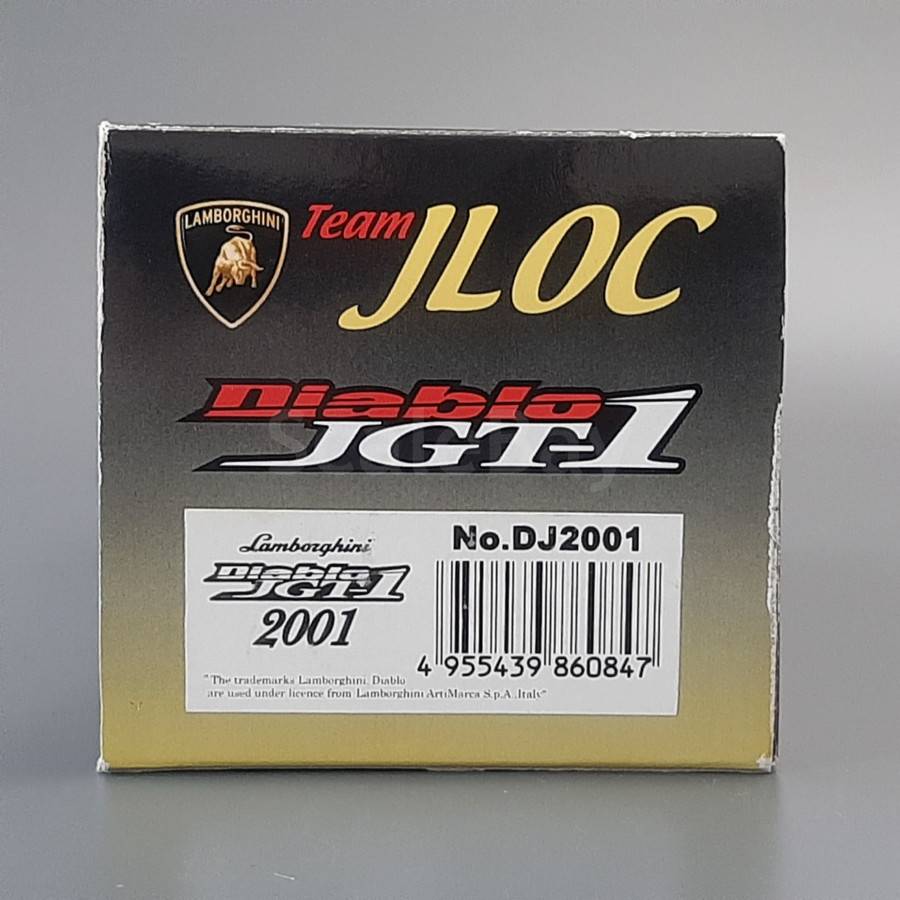 LAMBORGHINI
Team JLOC
Diablo
JGT-1
No.DJ2001
Lamborghini
Diablo
JGT-1
2001
4 955439 860847
"The trademarks Lamborghini, Diablo
are used under licence from Lamborghini ArtiMarca S.p.A.,Italy"